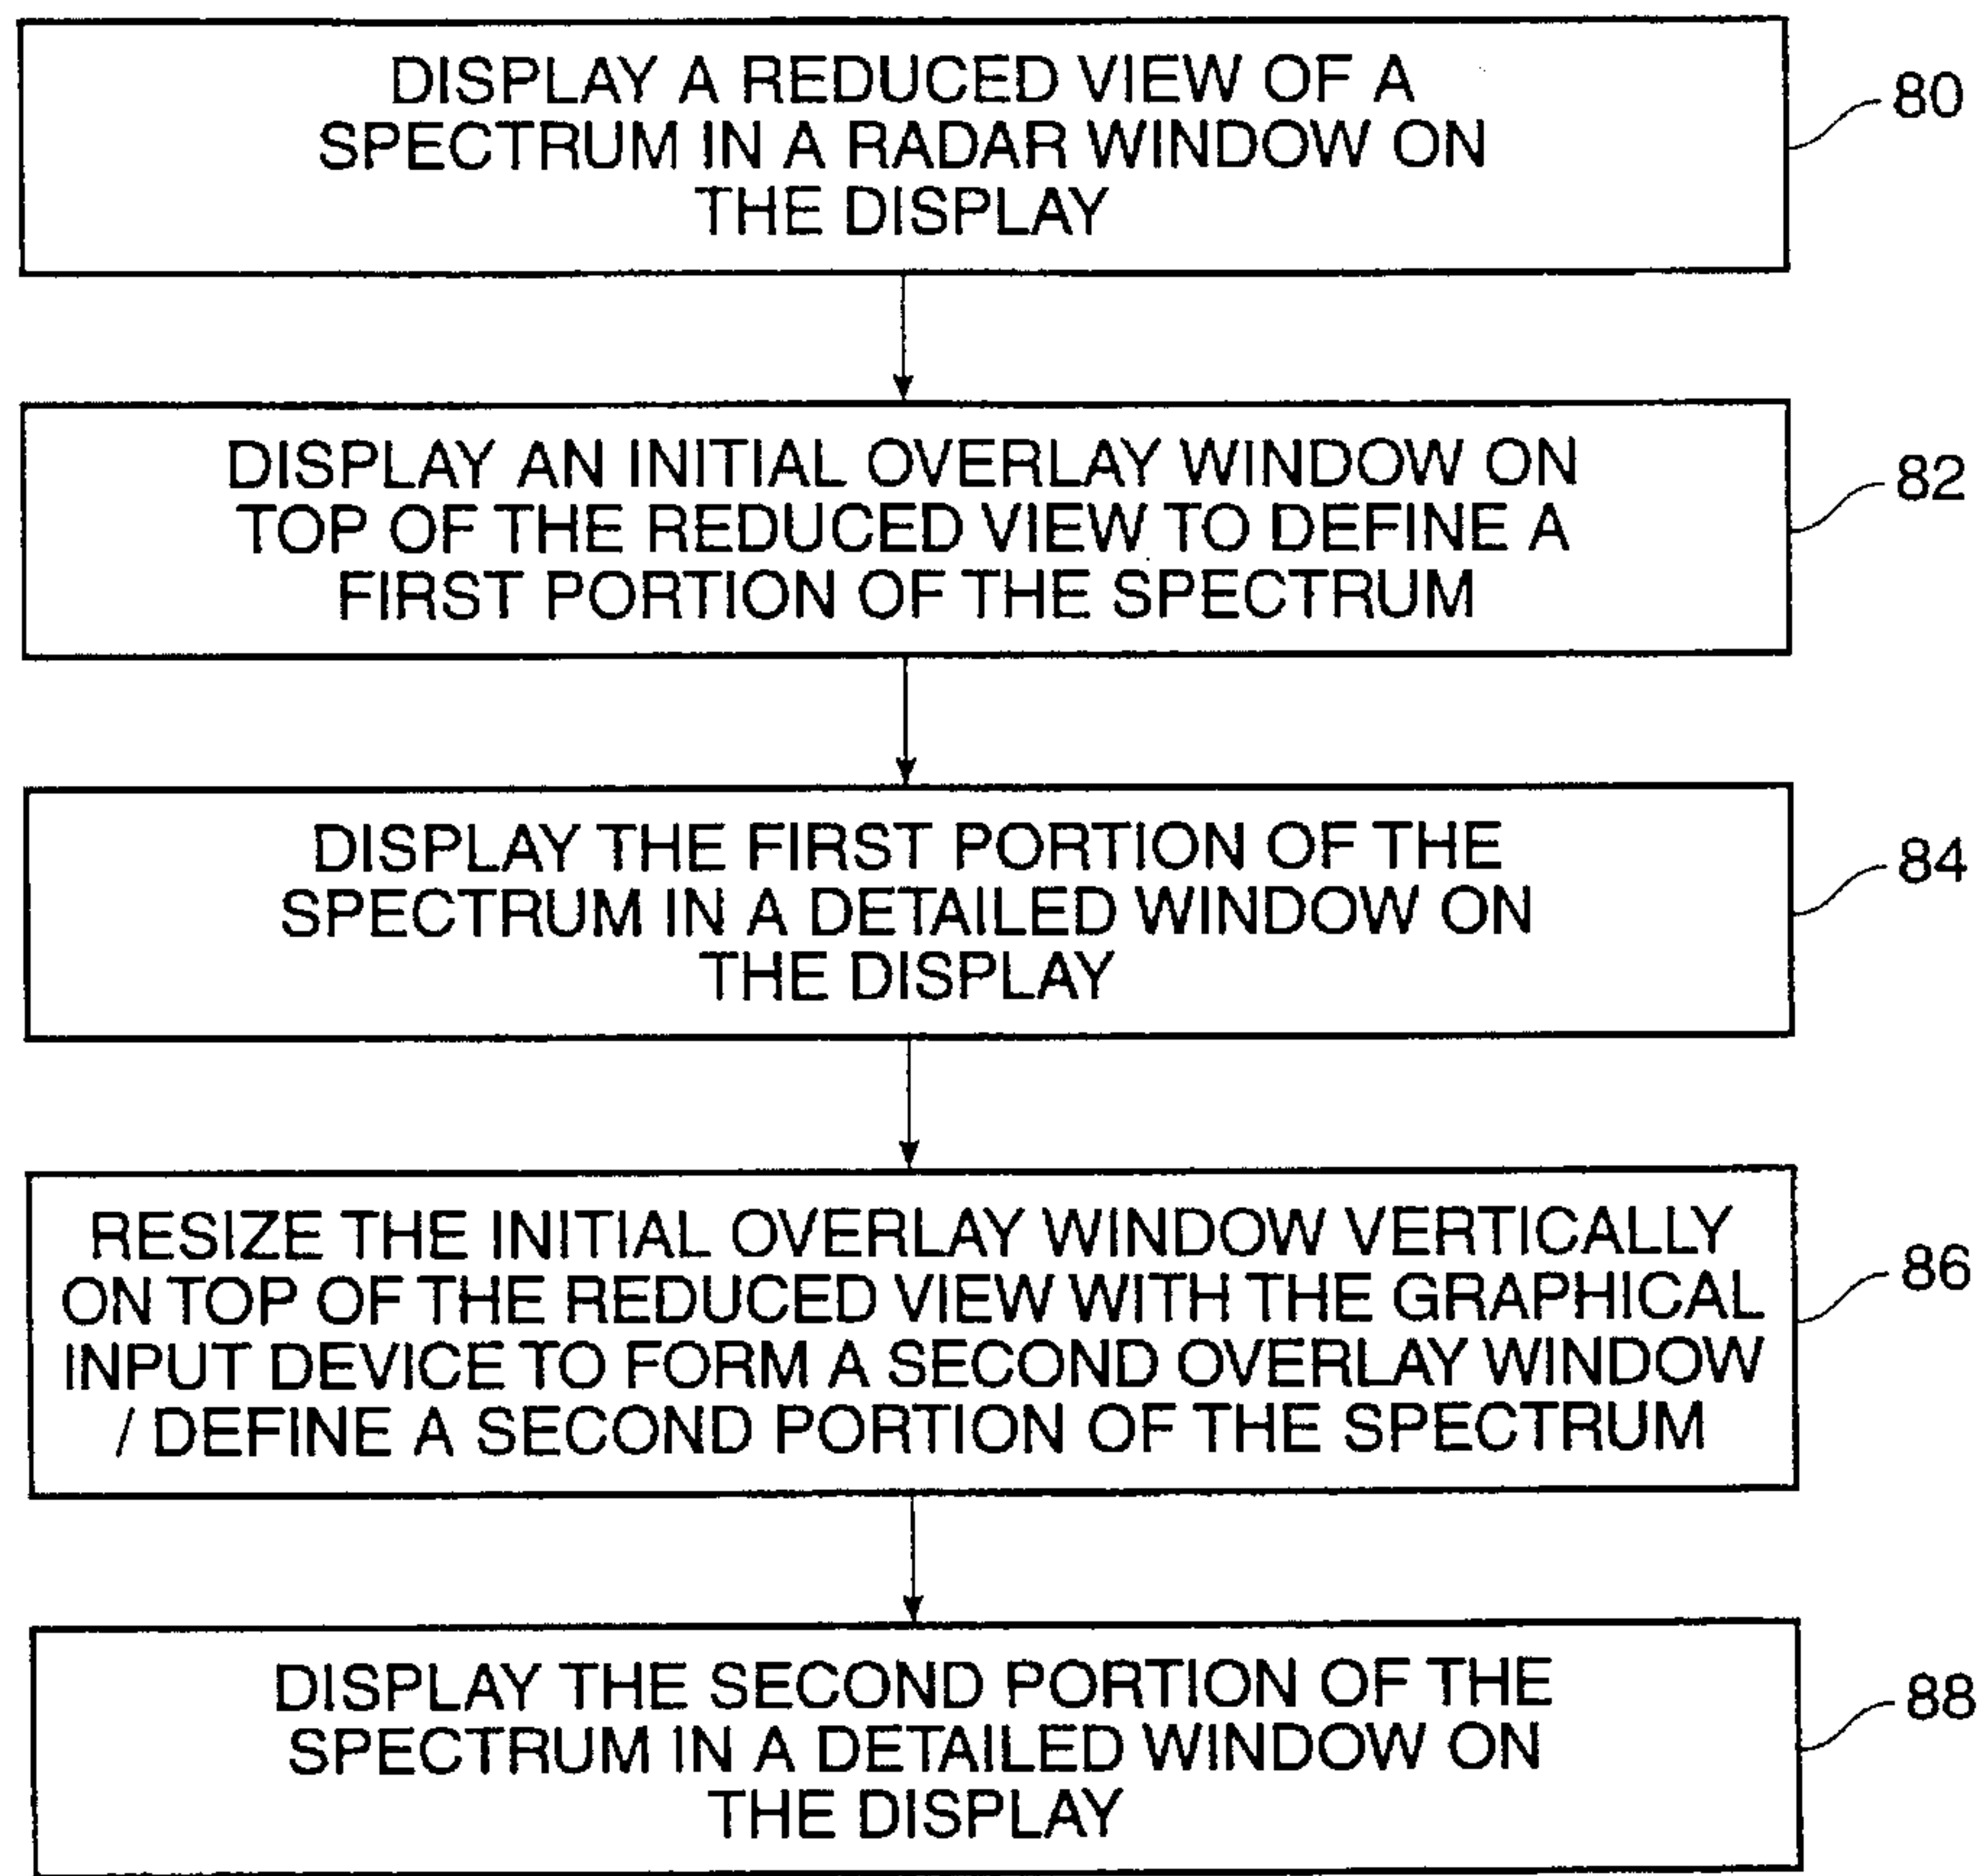 DISPLAY A REDUCED VIEW OF A
SPECTRUM IN A RADAR WINDOW ON
THE DISPLAY
80
DISPLAY AN INITIAL OVERLAY WINDOW ON
TOP OF THE REDUCED VIEW TO DEFINE A
FIRST PORTION OF THE SPECTRUM
82
DISPLAY THE FIRST PORTION OF THE
SPECTRUM IN A DETAILED WINDOW ON
THE DISPLAY
84
RESIZE THE INITIAL OVERLAY WINDOW VERTICALLY
ON TOP OF THE REDUCED VIEW WITH THE GRAPHICAL
INPUT DEVICE TO FORM A SECOND OVERLAY WINDOW
/ DEFINE A SECOND PORTION OF THE SPECTRUM
86
DISPLAY THE SECOND PORTION OF THE
SPECTRUM IN A DETAILED WINDOW ON
THE DISPLAY
88